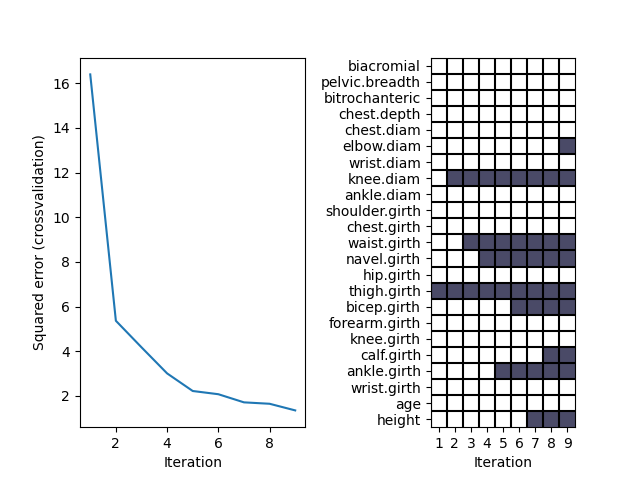 Squared error (crossvalidation)
16
14
12
10
8
6
4
2
2 4 6 8
Iteration
biacromial
pelvic.breadth
bitrochanteric
chest.depth
chest.diam
elbow.diam
wrist.diam
knee.diam
ankle.diam
shoulder.girth
chest.girth
waist.girth
navel.girth
hip.girth
thigh.girth
bicep.girth
forearm.girth
knee.girth
calf.girth
ankle.girth
wrist.girth
age
height
1 2 3 4 5 6 7 8 9
Iteration